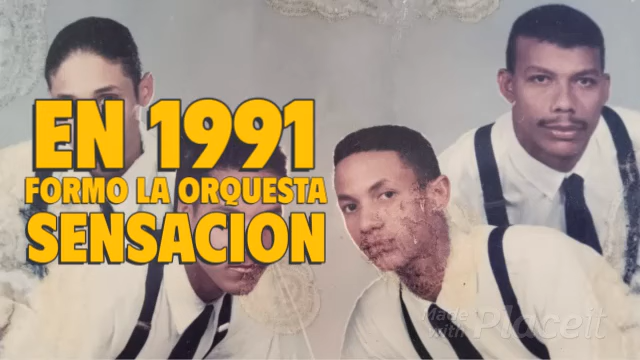 EN 1991
FORMO LA ORQUESTA
SENSACION
Made
with Placeit